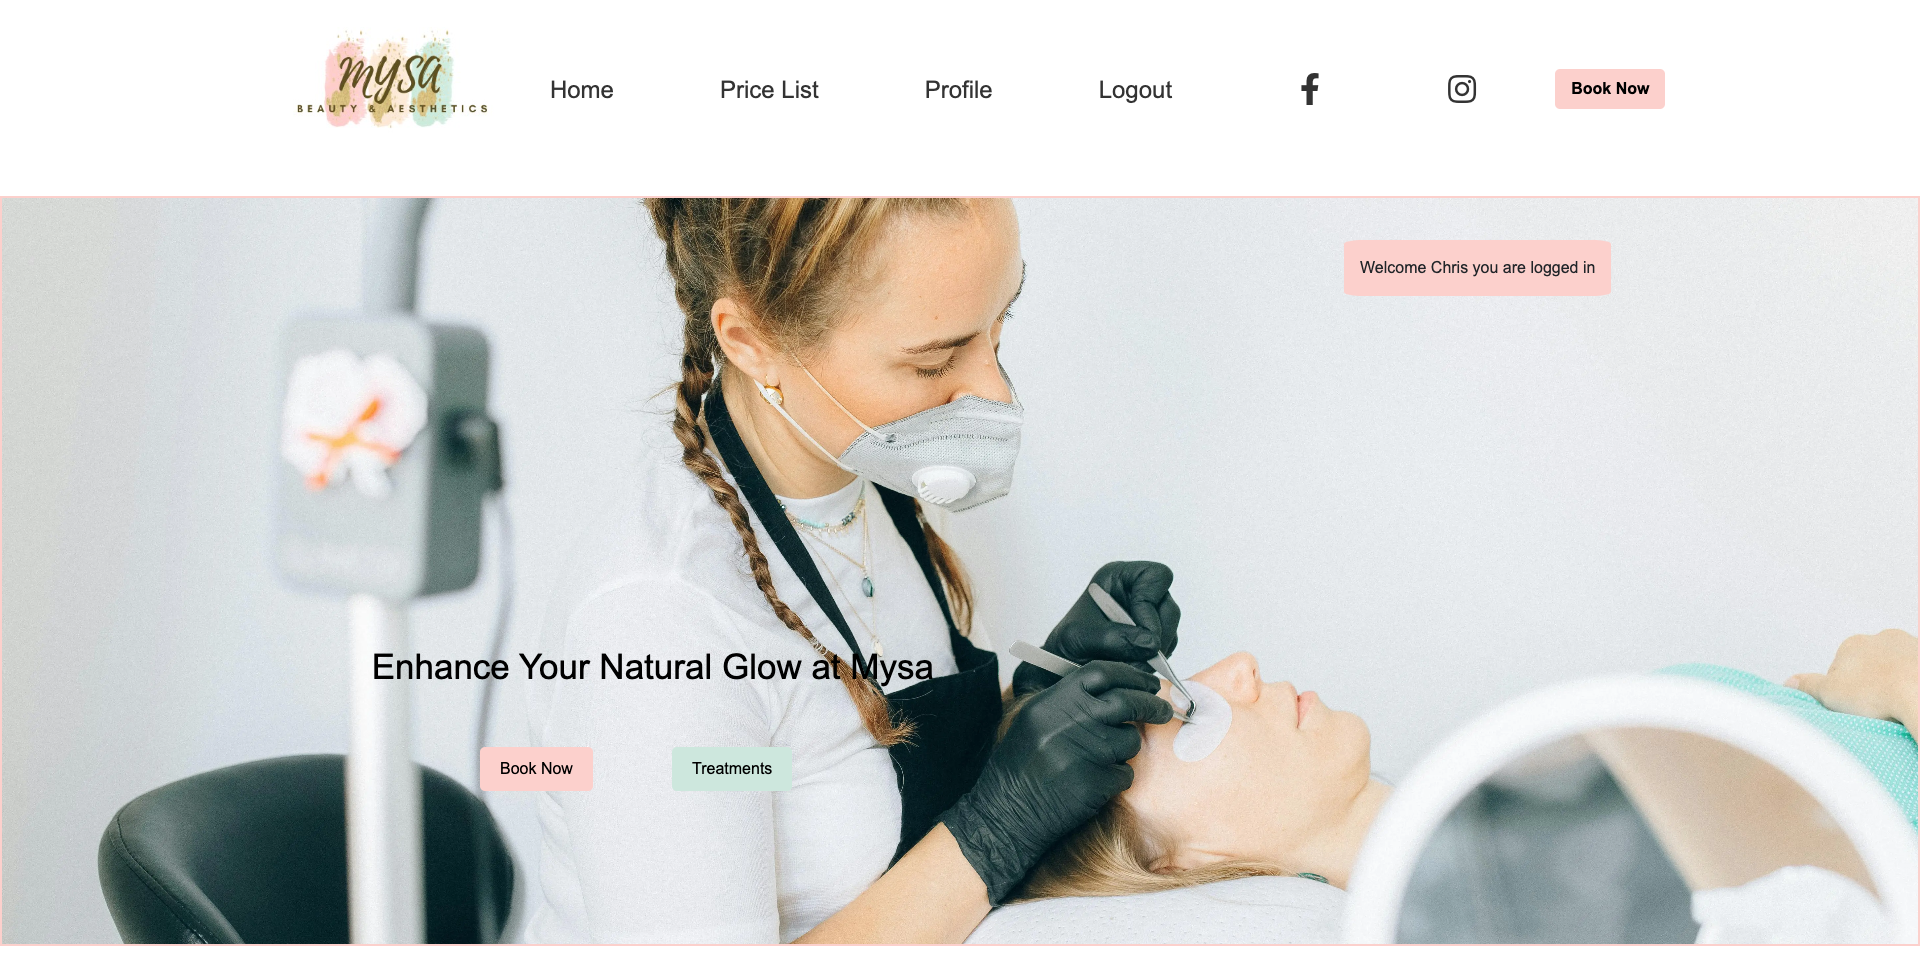 mysa
BEAUTY & AESTHETICS
Home
Price List
Profile
Logout
Book Now
Welcome Chris you are logged in
Enhance Your Natural Glow at Mysa
Book Now
Treatments